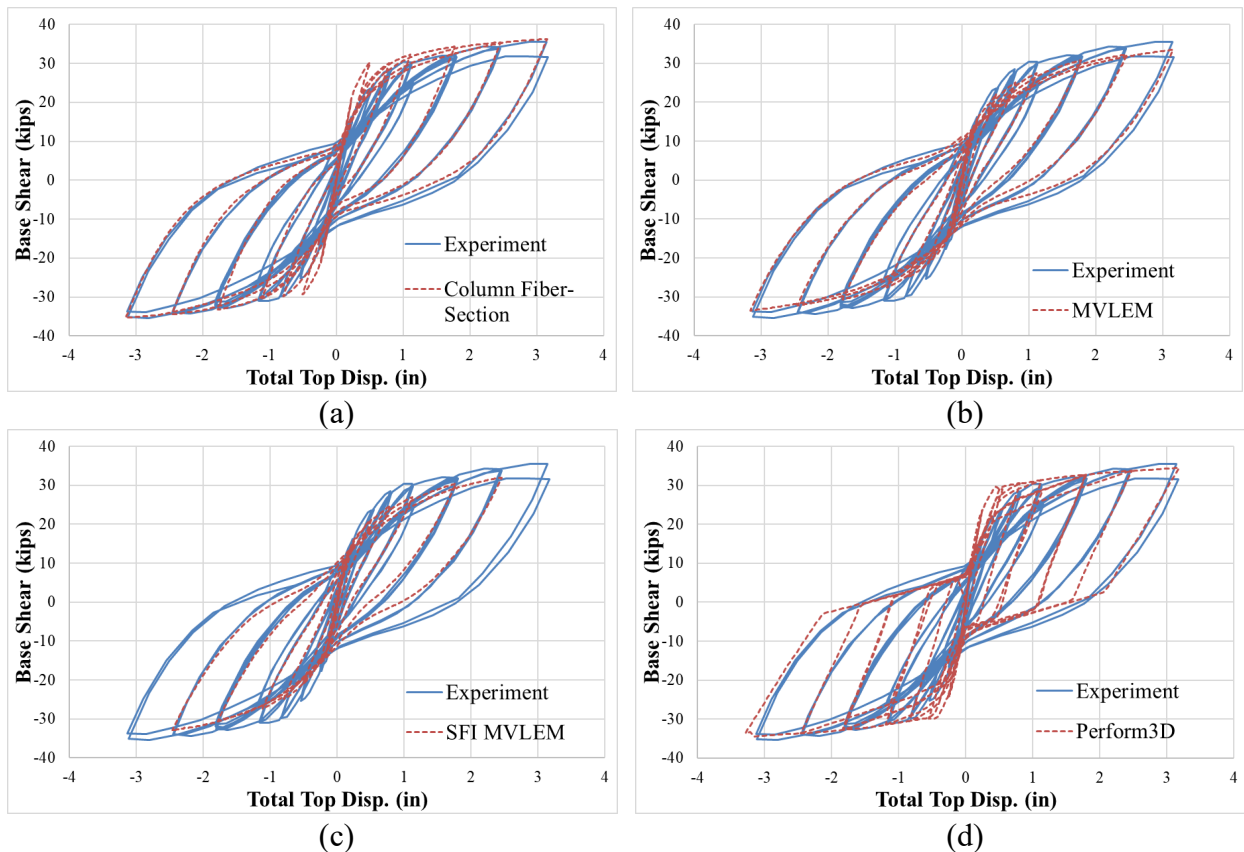 (a)
40
30
20
10
0
-10
-20
-30
-40
Base Shear (kips)
Experiment
Column Fiber-
Section
-4 -3 -2 -1 0 1 2 3 4
Total Top Disp. (in)
(a)
40
30
20
10
0
-10
-20
-30
-40
Base Shear (kips)
Experiment
MVLEM
-4 -3 -2 -1 0 1 2 3 4
Total Top Disp. (in)
(b)
40
30
20
10
0
-10
-20
-30
-40
Base Shear (kips)
Experiment
SFI MVLEM
-4 -3 -2 -1 0 1 2 3 4
Total Top Disp. (in)
(c)
40
30
20
10
0
-10
-20
-30
-40
Base Shear (kips)
Experiment
Perform3D
-4 -3 -2 -1 0 1 2 3 4
Total Top Disp. (in)
(d)